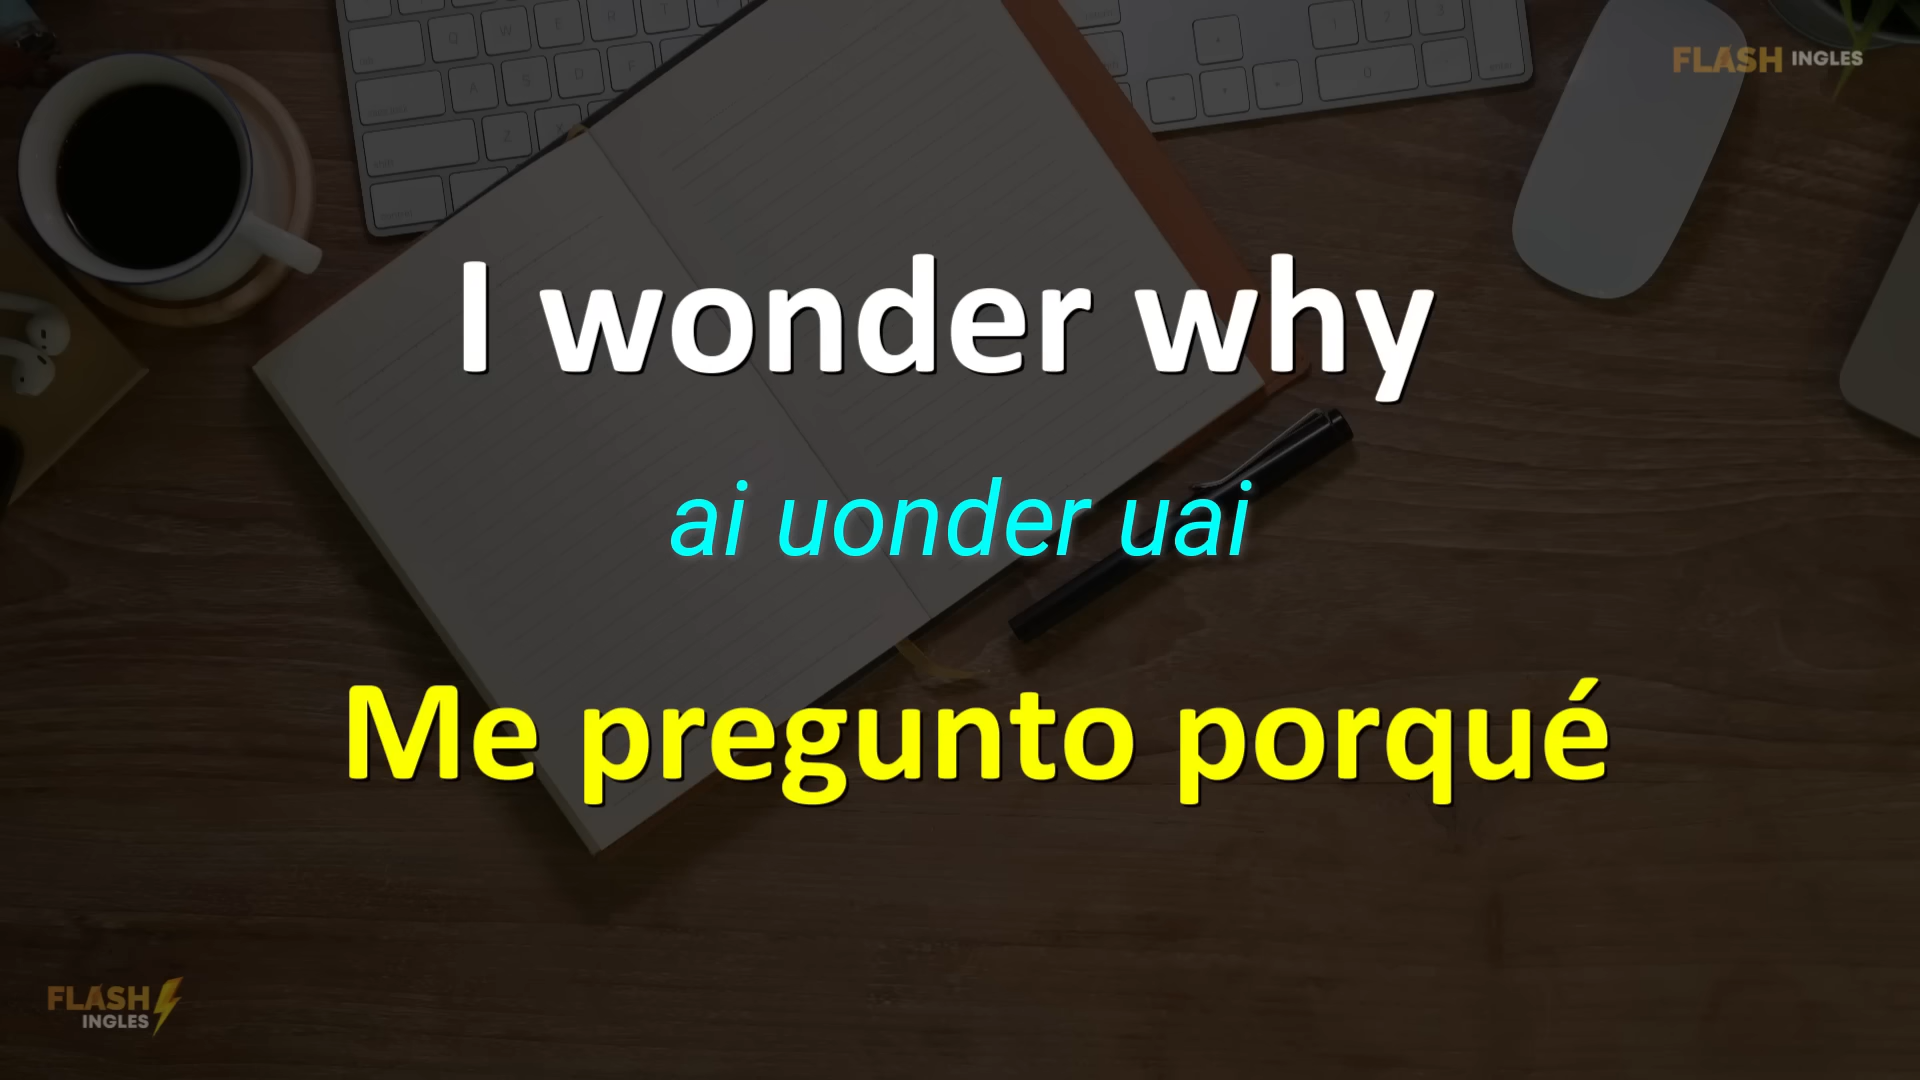 FLASH INGLES
I wonder why
ai uonder uai
Me pregunto porqué
FLASH
INGLES